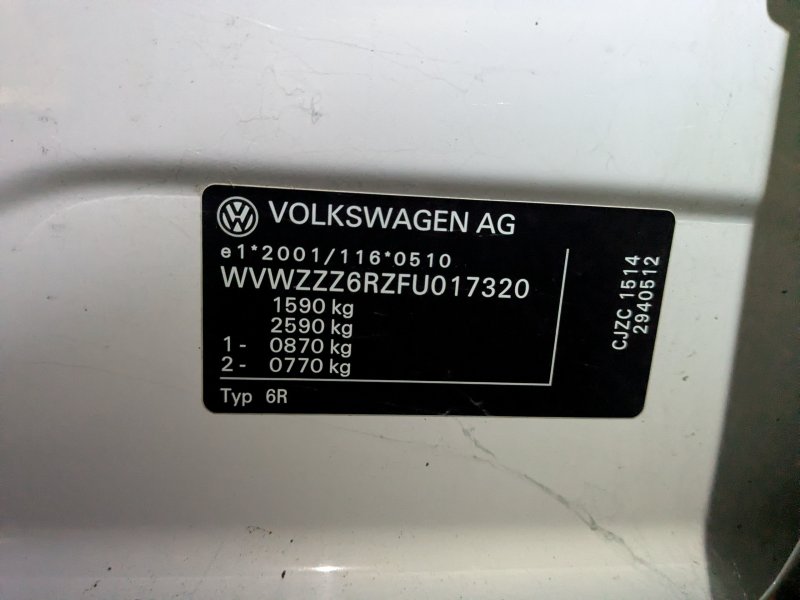 VOLKSWAGEN AG
e1*2001/116*0510
WVWZZZ6RZFU017320
1590 kg
2590 kg
1 - 0870 kg
2 - 0770 kg
Typ 6R
CJZC 1514
2940512